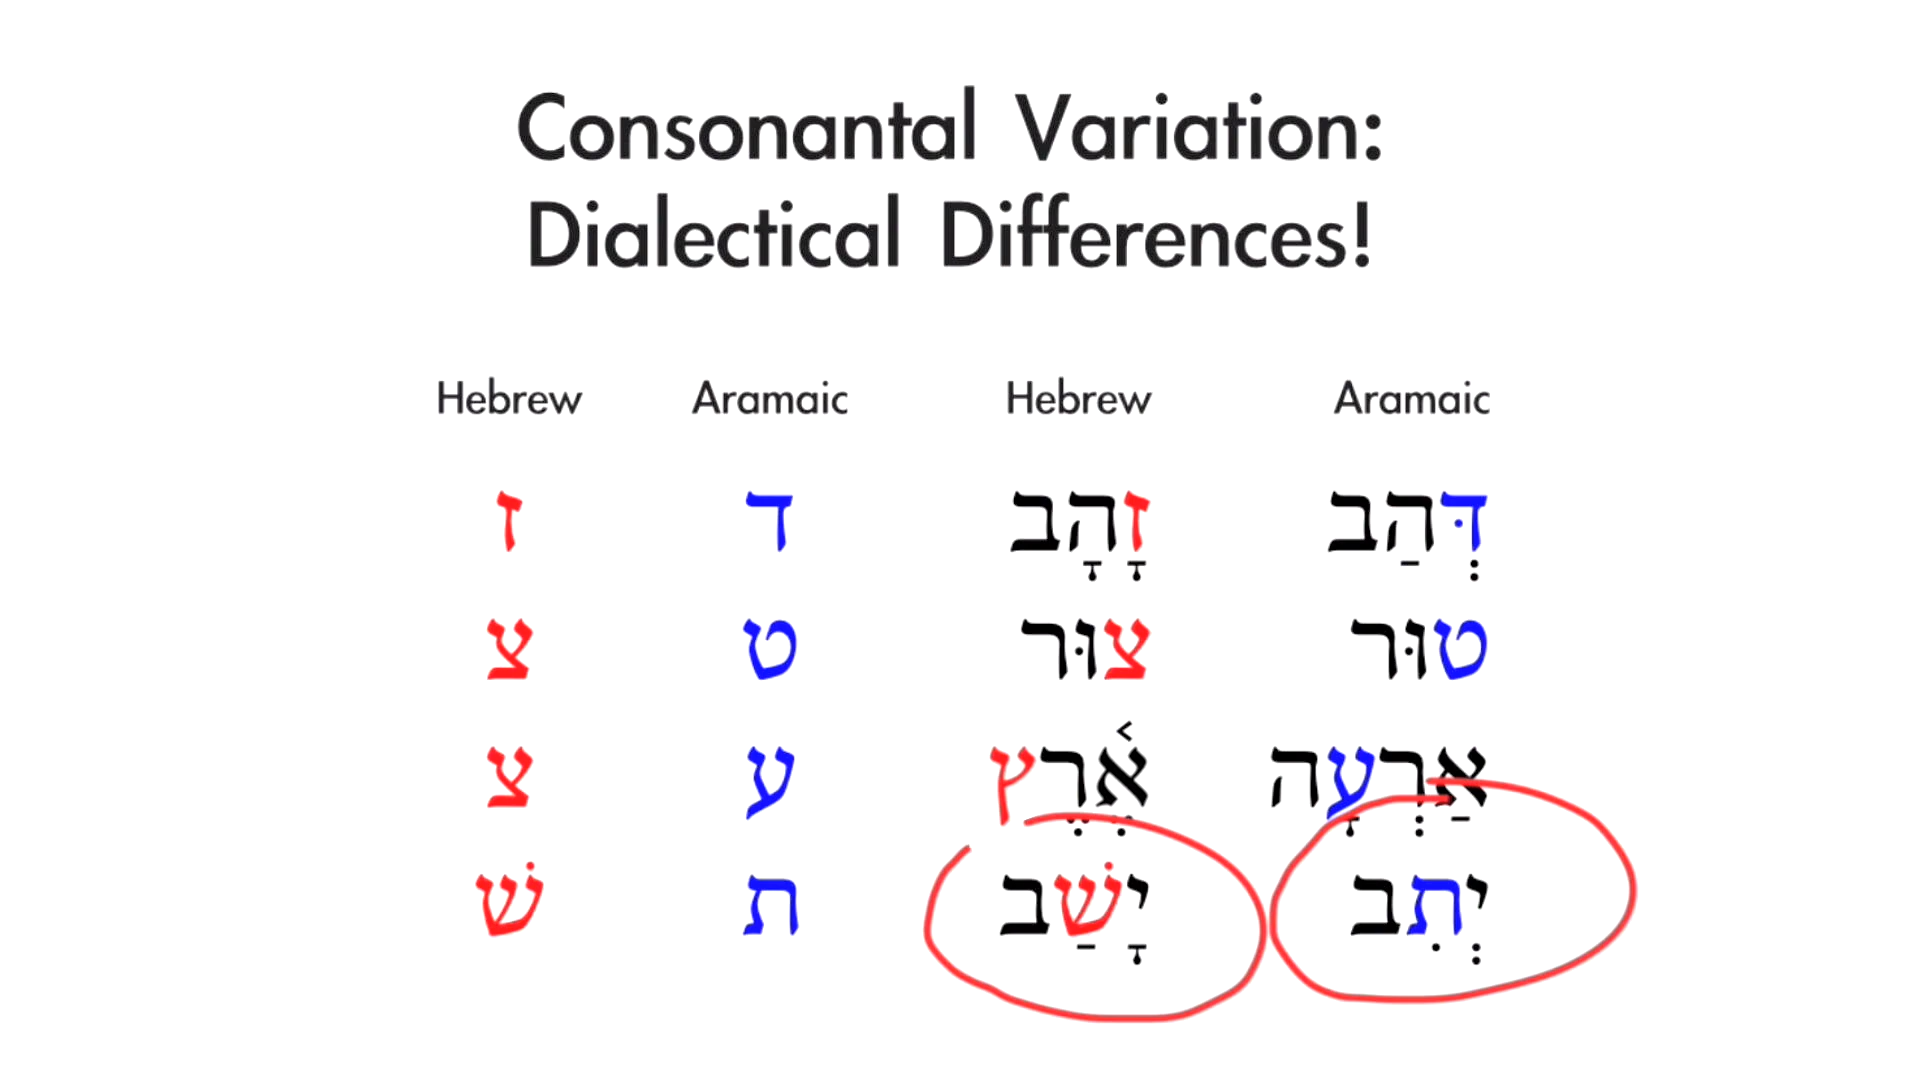 Consonantal Variation:
Dialectical Differences!
Hebrew Aramaic Hebrew Aramaic
ז ד זָהָב דְּהַב
צ ט צוּר טוּר
צ ע אֶ֫רֶץ אַרְעָה
שׁ ת יָשַׁב יְתִב